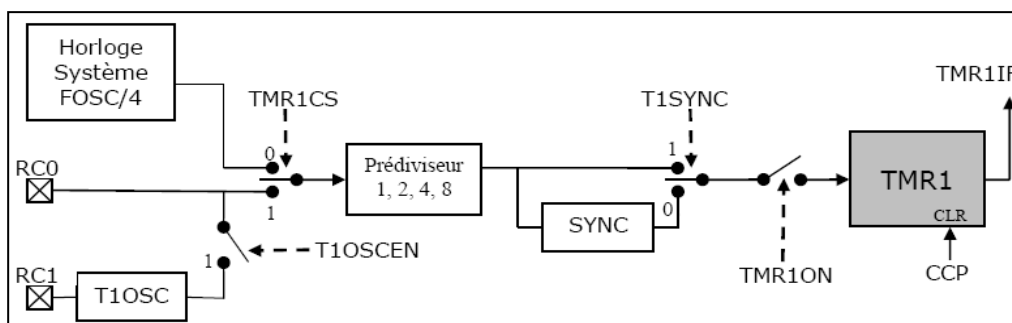 Horloge
Système
FOSC/4
TMR1CS
T1SYNC
TMR1IF
RC0
0
1
Prédiviseur
1, 2, 4, 8
1
0
SYNC
TMR1
CLR
T1OSCEN
TMR1ON
CCP
RC1
1
T1OSC